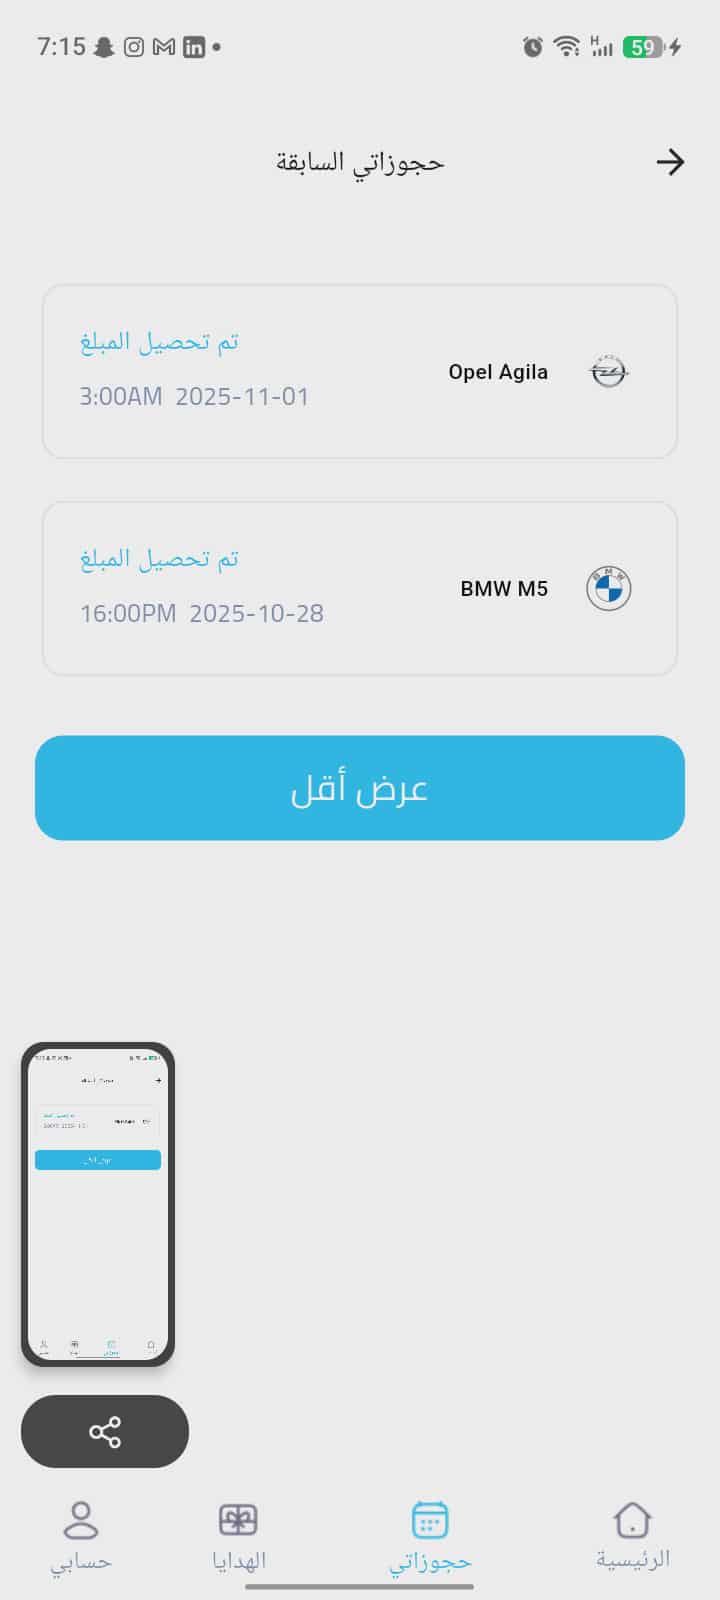 7:15
H
59
حجوزاتي السابقة
Opel Agila
تم تحصيل المبلغ
3:00AM 2025-11-01
BMW M5
BMW
تم تحصيل المبلغ
16:00PM 2025-10-28
عرض أقل
الرئيسية
حجوزاتي
الهدايا
حسابي